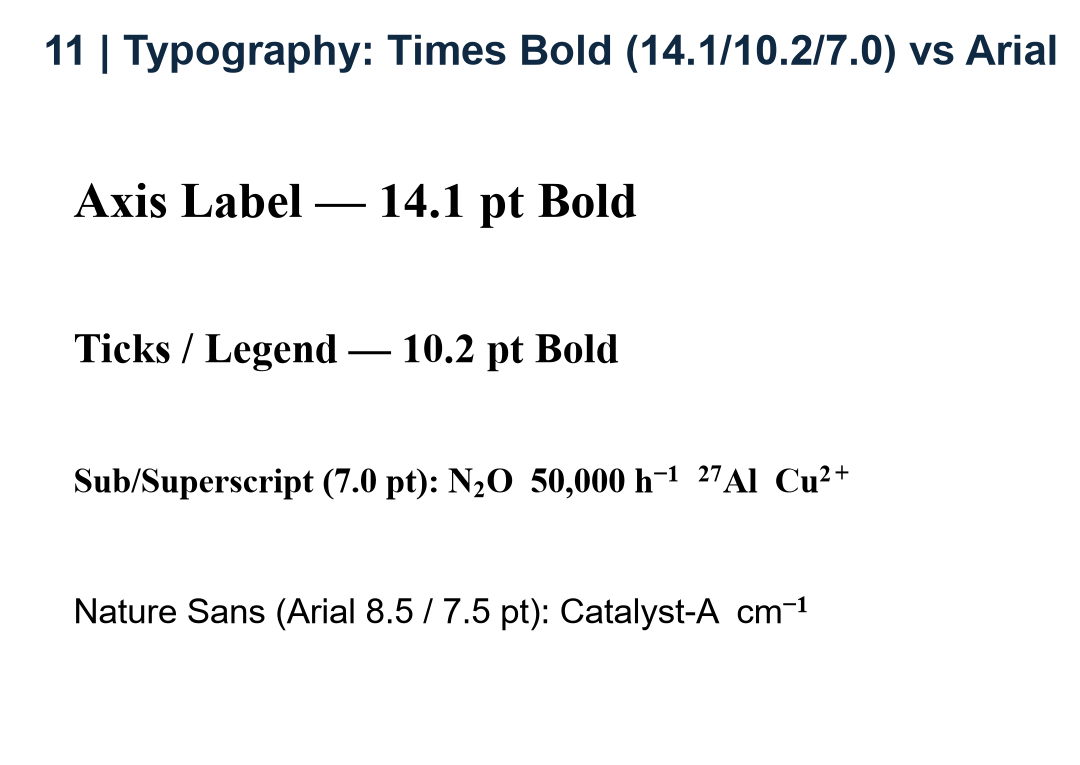 11 | Typography: Times Bold (14.1/10.2/7.0) vs Arial
Axis Label — 14.1 pt Bold
Ticks / Legend — 10.2 pt Bold
Sub/Superscript (7.0 pt): N₂O 50,000 h⁻¹ ²⁷Al Cu²⁺
Nature Sans (Arial 8.5 / 7.5 pt): Catalyst-A cm⁻¹